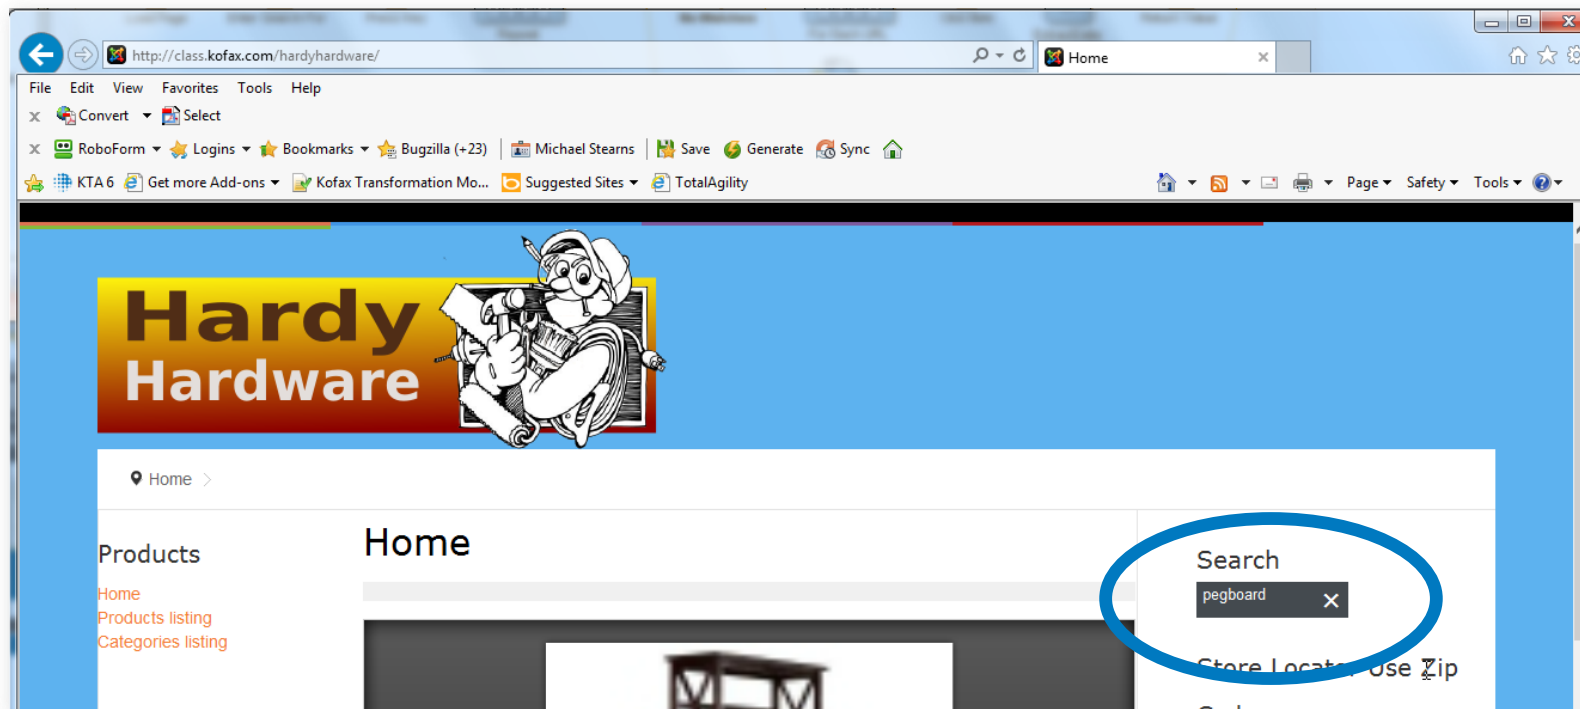 http://class.kofax.com/hardyhardware/
Home
File Edit View Favorites Tools Help
Convert Select
RoboForm Logins Bookmarks Bugzilla (+23) Michael Stearns Save Generate Sync
KTA 6 Get more Add-ons Kofax Transformation Mo... Suggested Sites TotalAgility Page Safety Tools
Hardy
Hardware
Home
Products
Home
Products listing
Categories listing
Home
Search
pegboard
Store Locator Use Zip